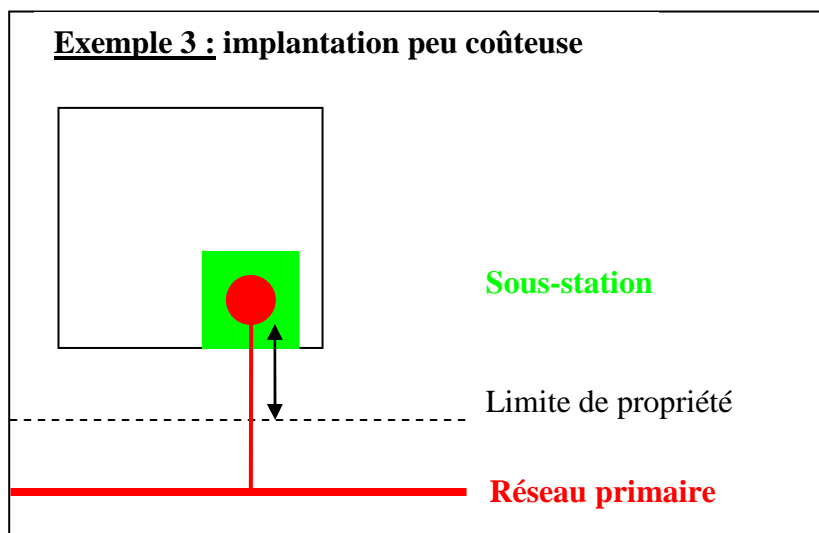 Exemple 3 : implantation peu coûteuse
Sous-station
Limite de propriété
Réseau primaire